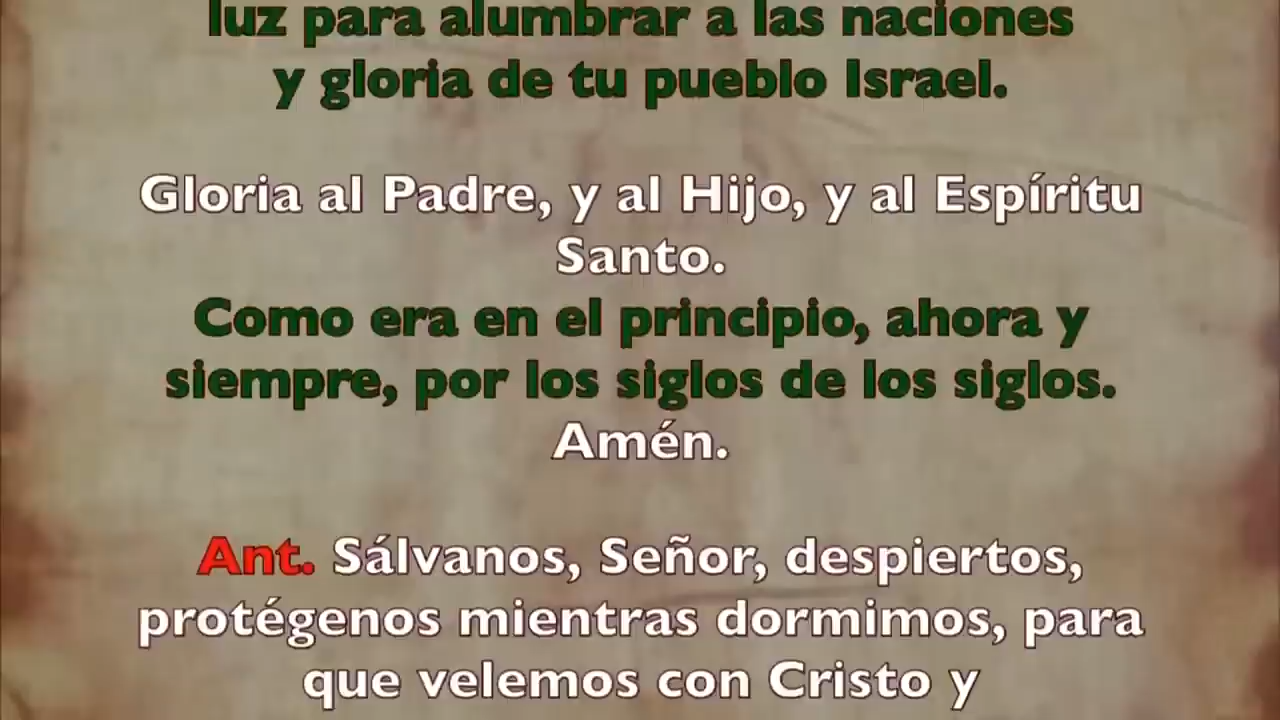 luz para alumbrar a las naciones
y gloria de tu pueblo Israel.
Gloria al Padre, y al Hijo, y al Espíritu
Santo.
Como era en el principio, ahora y
siempre, por los siglos de los siglos.
Amén.
Ant. Sálvanos, Señor, despiertos,
protégenos mientras dormimos, para
que velemos con Cristo y